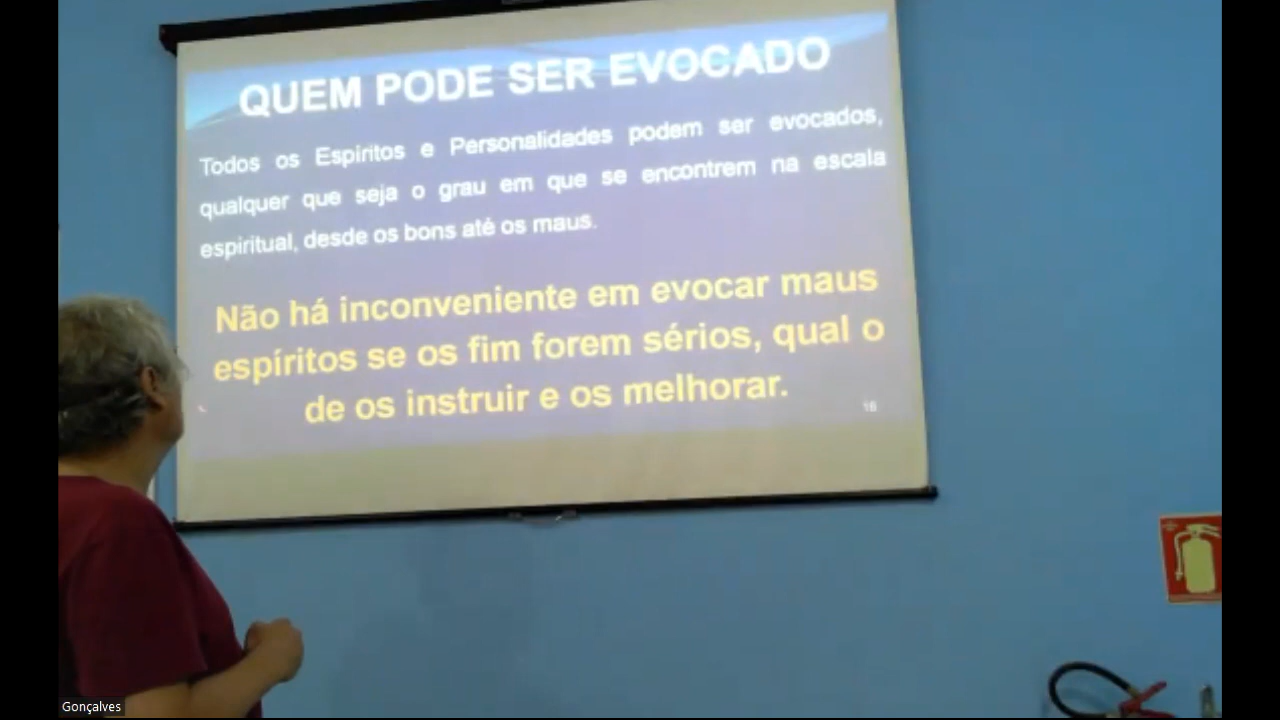 QUEM PODE SER EVOCADO
Todos os Espíritos e Personalidades podem ser evocados,
qualquer que seja o grau em que se encontrem na escala
espiritual, desde os bons até os maus.
Não há inconveniente em evocar maus
espíritos se os fim forem sérios, qual o
de os instruir e os melhorar.
16
Gonçalves